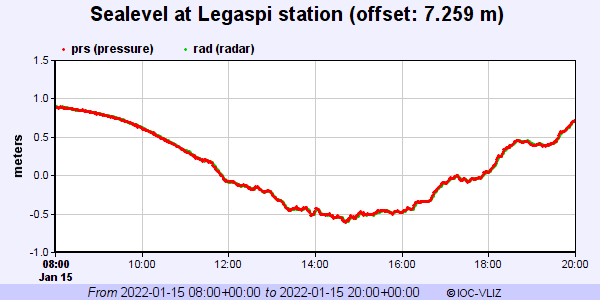 Sealevel at Legaspi station (offset: 7.259 m)
prs (pressure) rad (radar)
1.5
1.0
0.5
0.0
-0.5
-1.0
meters
08:00 10:00 12:00 14:00 16:00 18:00 20:00
Jan 15
From 2022-01-15 08:00+00:00 to 2022-01-15 20:00+00:00 © IOC-VLIZ